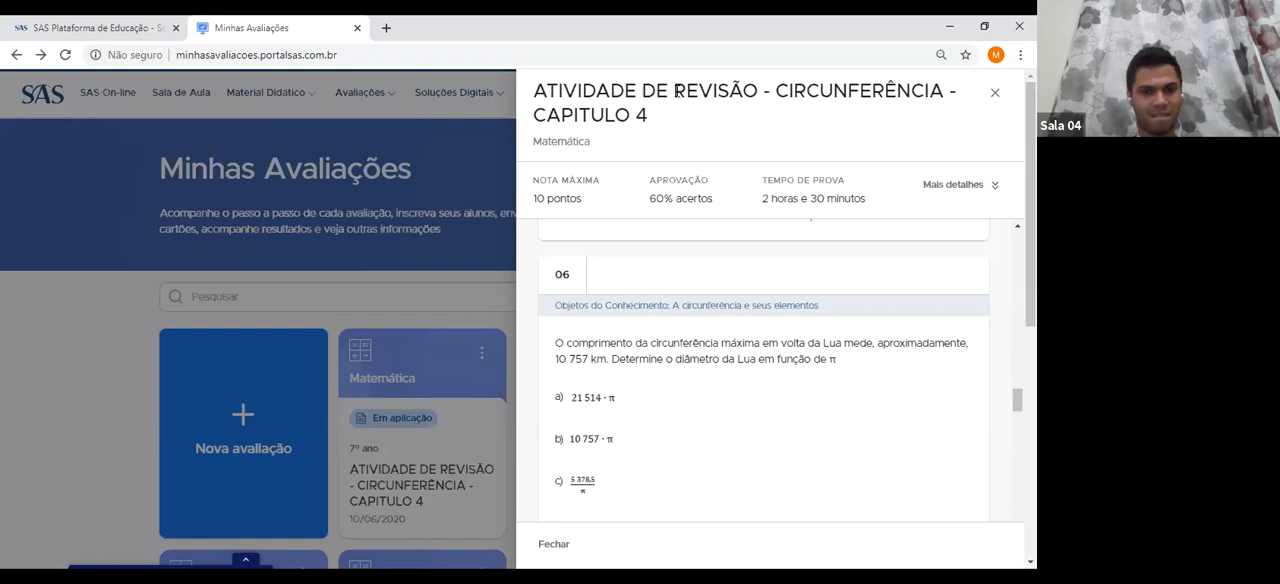 SAS SAS Plataforma de Educação - Se
Minhas Avaliações
Não seguro | minhasavaliacoes.portalsas.com.br
M
SAS
SAS On-line
Sala de Aula
Material Didático
Avaliações
Soluções Digitais
Minhas Avaliações
Acompanhe o passo a passo de cada avaliação, inscreva seus alunos, env
cartões, acompanhe resultados e veja outras informações
Pesquisar
Nova avaliação
Matemática
Em aplicação
7º ano
ATIVIDADE DE REVISÃO
- CIRCUNFERÊNCIA -
CAPITULO 4
10/06/2020
ATIVIDADE DE REVISÃO - CIRCUNFERÊNCIA -
CAPITULO 4
Matemática
NOTA MÁXIMA
10 pontos
APROVAÇÃO
60% acertos
TEMPO DE PROVA
2 horas e 30 minutos
Mais detalhes
06
Objetos do Conhecimento: A circunferência e seus elementos
O comprimento da circunferência máxima em volta da Lua mede, aproximadamente,
10 757 km. Determine o diâmetro da Lua em função de π
a) 21 514 · π
b) 10 757 · π
c) 5 378,5 / π
Fechar
Sala 04